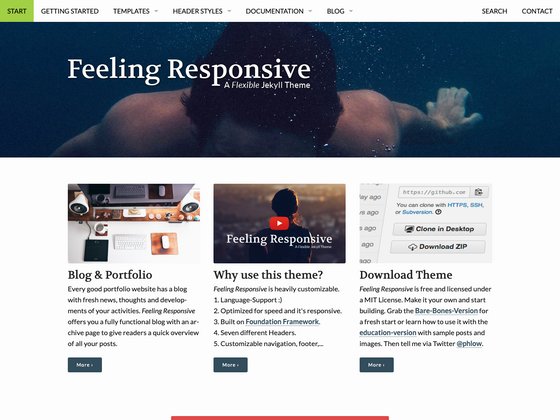 START GETTING STARTED TEMPLATES HEADER STYLES DOCUMENTATION BLOG SEARCH CONTACT
Feeling Responsive
A Flexible Jekyll Theme
ago
ago
https://github.com
You can clone with HTTPS, SSH,
or Subversion.
Clone in Desktop
Download ZIP
Feeling Responsive
A Flexible Jekyll Theme
Blog & Portfolio
Every good portfolio website has a blog
with fresh news, thoughts and develop-
ments of your activities. Feeling Responsive
offers you a fully functional blog with an ar-
chive page to give readers a quick overview
of all your posts.
More ›
Why use this theme?
Feeling Responsive is heavily customizable.
1. Language-Support :)
2. Optimized for speed and it's responsive.
3. Built on Foundation Framework.
4. Seven different Headers.
5. Customizable navigation, footer,...
More ›
Download Theme
Feeling Responsive is free and licensed under
a MIT License. Make it your own and start
building. Grab the Bare-Bones-Version for
a fresh start or learn how to use it with the
education-version with sample posts and
images. Then tell me via Twitter @phlow.
More ›